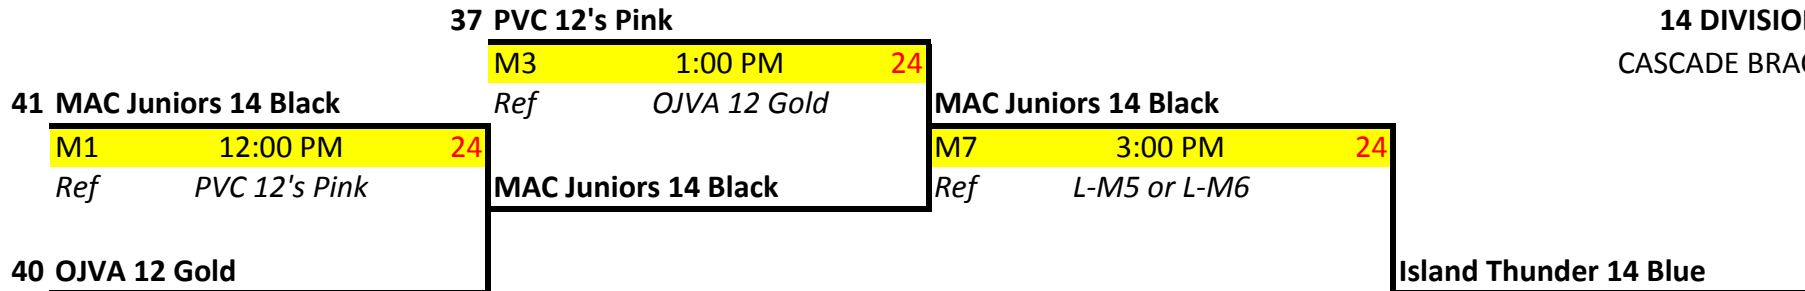 37 PVC 12's Pink 14 DIVISIO
M3 1:00 PM 24 CASCADE BRA
41 MAC Juniors 14 Black Ref OJVA 12 Gold MAC Juniors 14 Black
M1 12:00 PM 24 M7 3:00 PM 24
Ref PVC 12's Pink MAC Juniors 14 Black Ref L-M5 or L-M6
40 OJVA 12 Gold Island Thunder 14 Blue